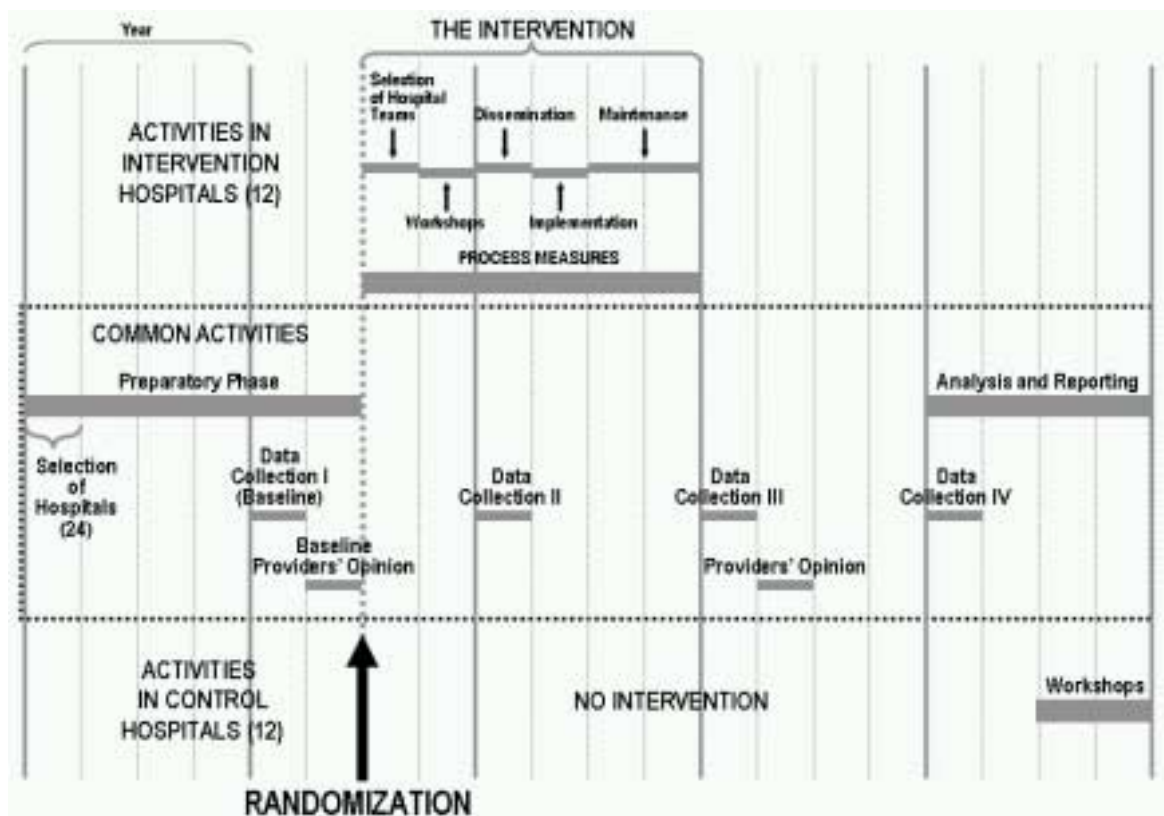 Year
THE INTERVENTION
Selection
of Hospital
Teams
Dissemination
Maintenance
ACTIVITIES IN
INTERVENTION
HOSPITALS (12)
Workshops
Implementation
PROCESS MEASURES
COMMON ACTIVITIES
Preparatory Phase
Analysis and Reporting
Selection
of
Hospitals
(24)
Data
Collection I
(Baseline)
Data
Collection II
Data
Collection III
Data
Collection IV
Baseline
Providers' Opinion
Providers' Opinion
ACTIVITIES
IN CONTROL
HOSPITALS (12)
NO INTERVENTION
Workshops
RANDOMIZATION